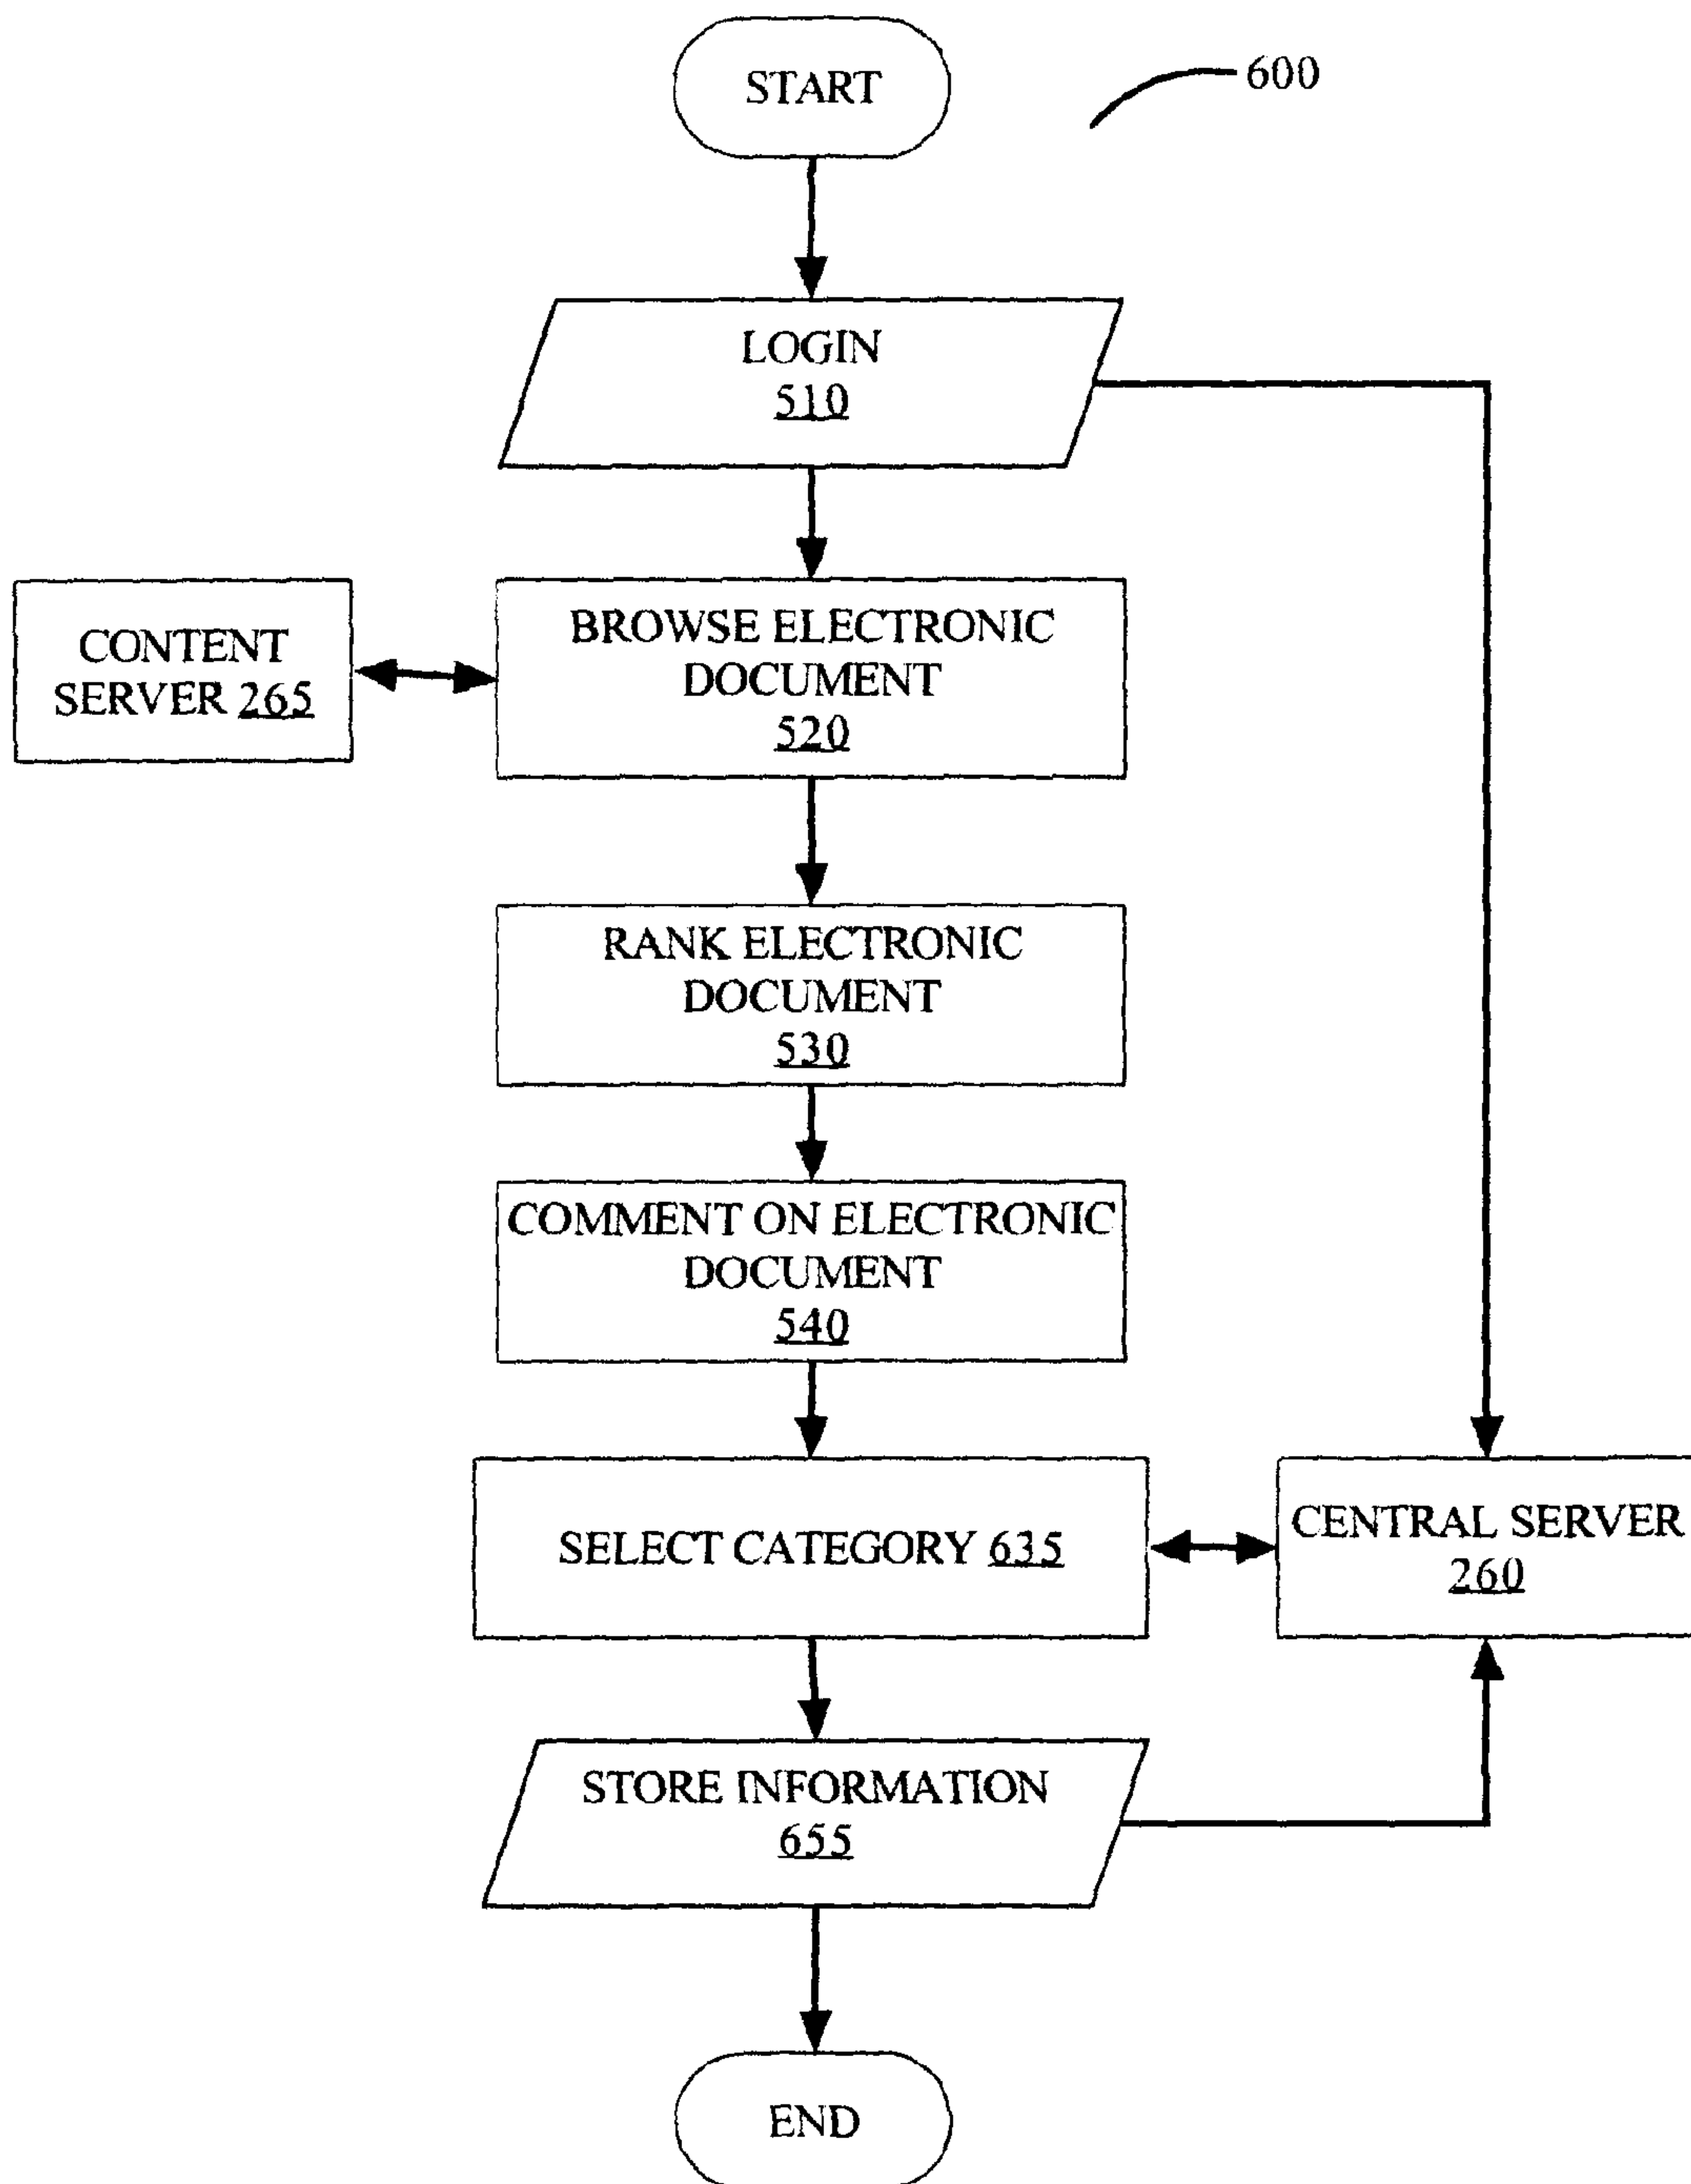 START
600
LOGIN
510
CONTENT
SERVER 265
BROWSE ELECTRONIC
DOCUMENT
520
RANK ELECTRONIC
DOCUMENT
530
COMMENT ON ELECTRONIC
DOCUMENT
540
SELECT CATEGORY 635
CENTRAL SERVER
260
STORE INFORMATION
655
END